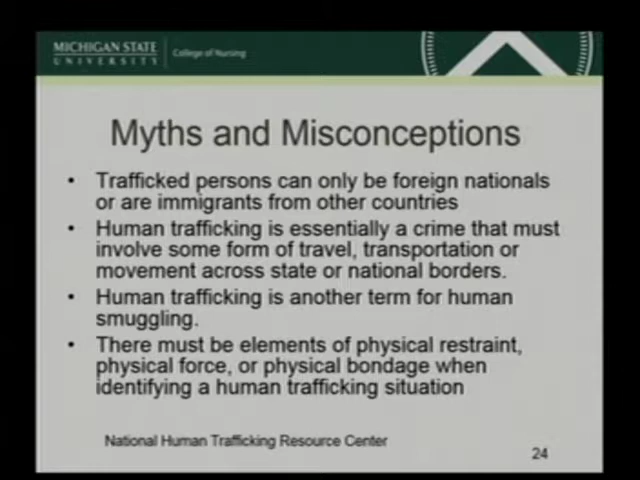 MICHIGAN STATE
UNIVERSITY
College of Nursing
Myths and Misconceptions
• Trafficked persons can only be foreign nationals
or are immigrants from other countries
• Human trafficking is essentially a crime that must
involve some form of travel, transportation or
movement across state or national borders.
• Human trafficking is another term for human
smuggling.
• There must be elements of physical restraint,
physical force, or physical bondage when
identifying a human trafficking situation
National Human Trafficking Resource Center
24